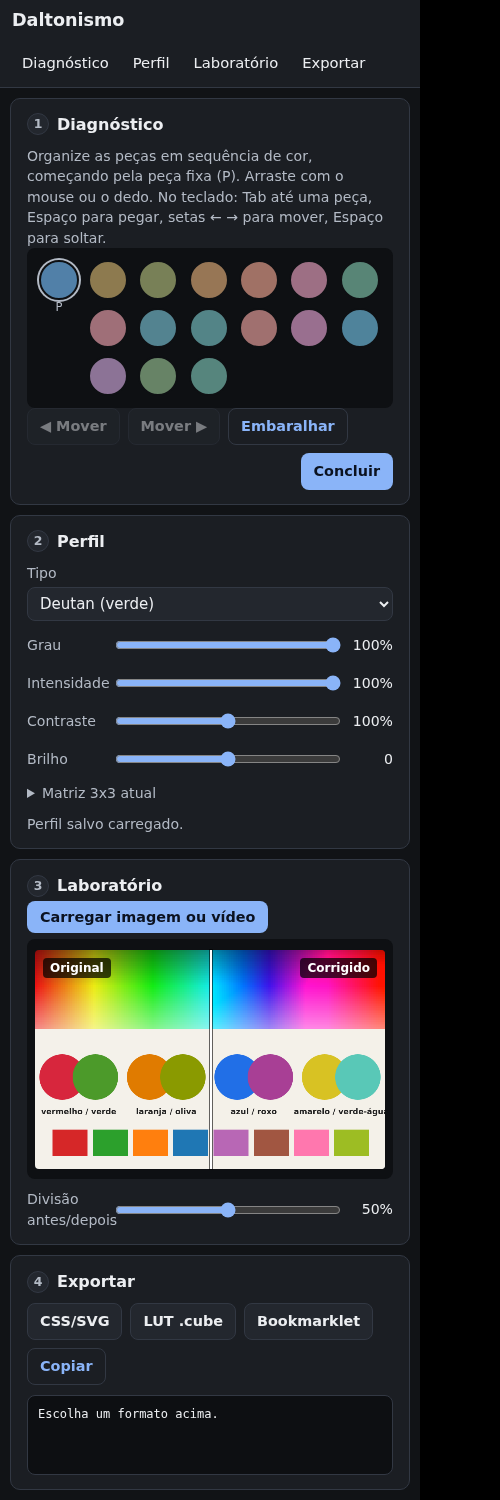 Daltonismo
Diagnóstico Perfil Laboratório Exportar
1 Diagnóstico
Organize as peças em sequência de cor,
começando pela peça fixa (P). Arraste com o
mouse ou o dedo. No teclado: Tab até uma peça,
Espaço para pegar, setas ← → para mover, Espaço
para soltar.
P
◀ Mover Mover ▶ Embaralhar
Concluir
2 Perfil
Tipo
Deutan (verde)
Grau 100%
Intensidade 100%
Contraste 100%
Brilho 0
▶ Matriz 3x3 atual
Perfil salvo carregado.
3 Laboratório
Carregar imagem ou vídeo
Original Corrigido
vermelho / verde laranja / oliva azul / roxo amarelo / verde-água
Divisão
antes/depois 50%
4 Exportar
CSS/SVG LUT .cube Bookmarklet
Copiar
Escolha um formato acima.